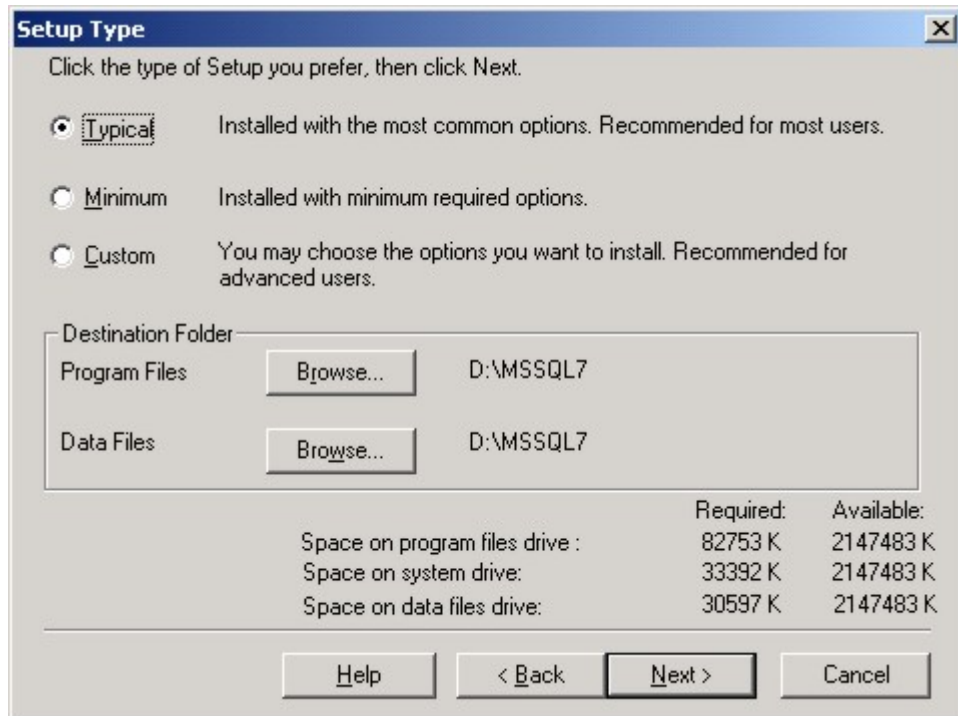 Setup Type
Click the type of Setup you prefer, then click Next.
Typical Installed with the most common options. Recommended for most users.
Minimum Installed with minimum required options.
Custom You may choose the options you want to install. Recommended for
advanced users.
Destination Folder
Program Files Browse... D:\MSSQL7
Data Files Browse... D:\MSSQL7
Required: Available:
Space on program files drive : 82753 K 2147483 K
Space on system drive: 33392 K 2147483 K
Space on data files drive: 30597 K 2147483 K
Help < Back Next > Cancel